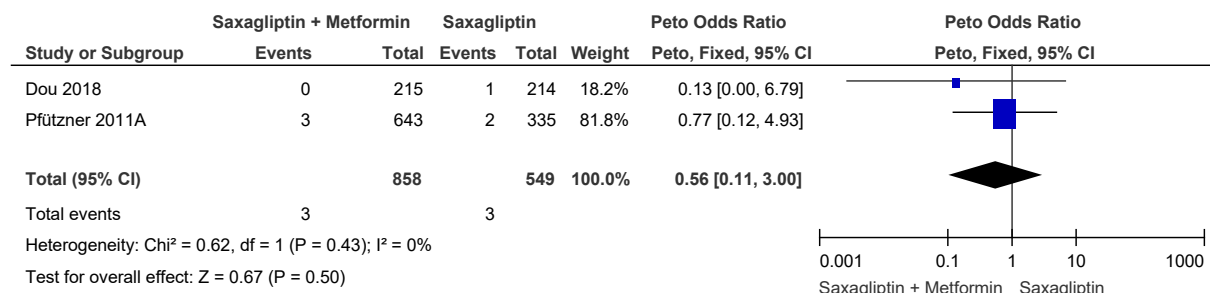 Saxagliptin + Metformin Saxagliptin Peto Odds Ratio Peto Odds Ratio
Study or Subgroup Events Total Events Total Weight Peto, Fixed, 95% CI Peto, Fixed, 95% CI
Dou 2018 0 215 1 214 18.2% 0.13 [0.00, 6.79]
Pfützner 2011A 3 643 2 335 81.8% 0.77 [0.12, 4.93]
Total (95% CI) 858 549 100.0% 0.56 [0.11, 3.00]
Total events 3 3
Heterogeneity: Chi² = 0.62, df = 1 (P = 0.43); I² = 0%
Test for overall effect: Z = 0.67 (P = 0.50)
0.001 0.1 1 10 1000
Saxagliptin + Metformin Saxagliptin